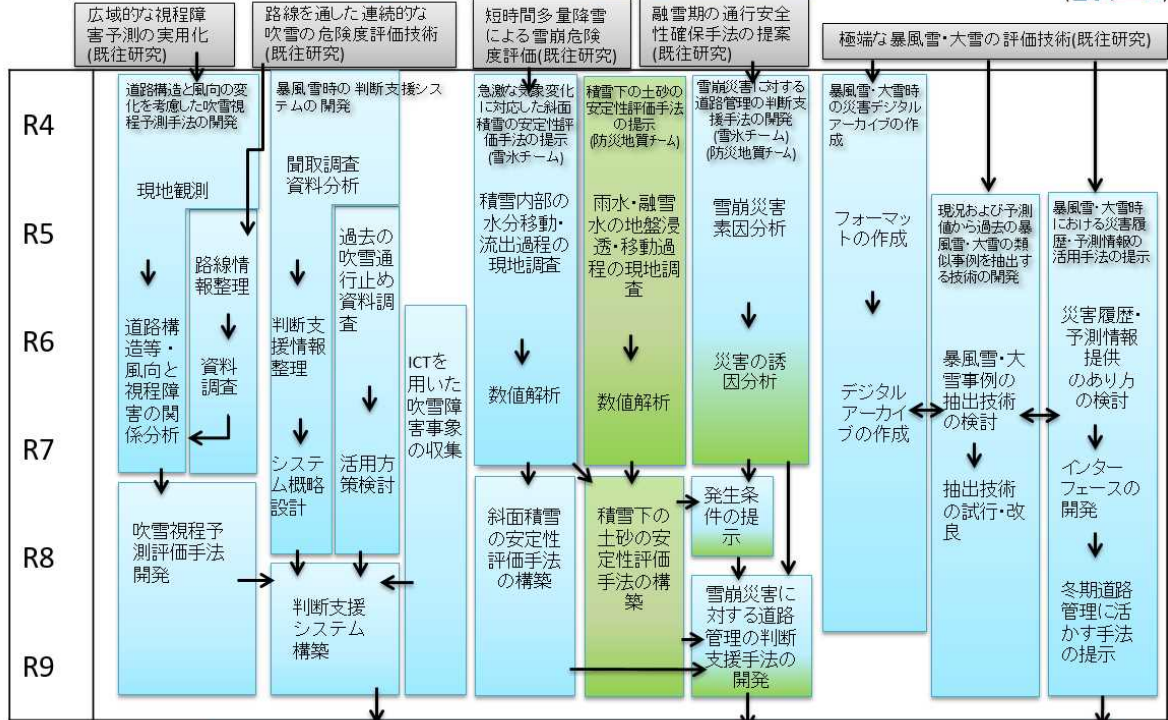 広域的な視程障
害予測の実用化
(既往研究)
路線を通した連続的な
吹雪の危険度評価技術
(既往研究)
短時間多量降雪
による雪崩危険
度評価(既往研究)
融雪期の通行安全
性確保手法の提案
(既往研究)
極端な暴風雪・大雪の評価技術(既往研究)
R4
R5
R6
R7
R8
R9
道路構造と風向の変
化を考慮した吹雪視
程予測手法の開発
現地観測
道路構
造等・
風向と
視程障
害の関
係分析
路線情
報整理
資料
調査
吹雪視程予
測評価手法
開発
暴風雪時の判断支援シス
テムの開発
聞取調査
資料分析
判断支
援情報
整理
システ
ム概略
設計
過去の
吹雪通
行止め
資料調
査
活用方
策検討
ICTを
用いた
吹雪障
害事象
の収集
判断支援
システム
構築
急激な気象変化
に対応した斜面
積雪の安定性評
価手法の提示
(雪氷チーム)
積雪内部の
水分移動・
流出過程の
現地調査
数値解析
斜面積雪
の安定性
評価手法
の構築
積雪下の土砂の
安定性評価手法
の提示
(防災地質チーム)
雨水・融雪
水の地盤浸
透・移動過
程の現地調
査
数値解析
積雪下の
土砂の安
定性評価
手法の構
築
雪崩災害に対する
道路管理の判断支
援手法の開発
(雪氷チーム)
(防災地質チーム)
雪崩災害
素因分析
災害の誘
因分析
発生条
件の提
示
雪崩災害に
対する道路
管理の判断
支援手法の
開発
暴風雪・大雪時
の災害デジタル
アーカイブの作
成
フォーマッ
トの作成
デジタル
アーカイ
ブの作成
現況および予測
値から過去の暴
風雪・大雪の類
似事例を抽出す
る技術の開発
暴風雪・大
雪事例の
抽出技術
の検討
抽出技術
の試行・改
良
暴風雪・大雪時
における災害履
歴・予測情報の
活用手法の提示
災害履歴・
予測情報
提供
のあり方
の検討
インター
フェースの
開発
冬期道路
管理に活
かす手法
の提示